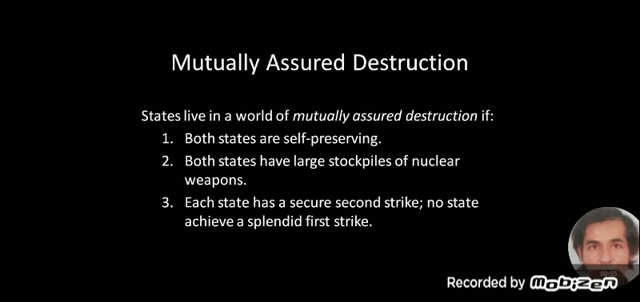 Mutually Assured Destruction
States live in a world of mutually assured destruction if:
1. Both states are self-preserving.
2. Both states have large stockpiles of nuclear
weapons.
3. Each state has a secure second strike; no state
achieve a splendid first strike.
00:55
Recorded by Mobizen